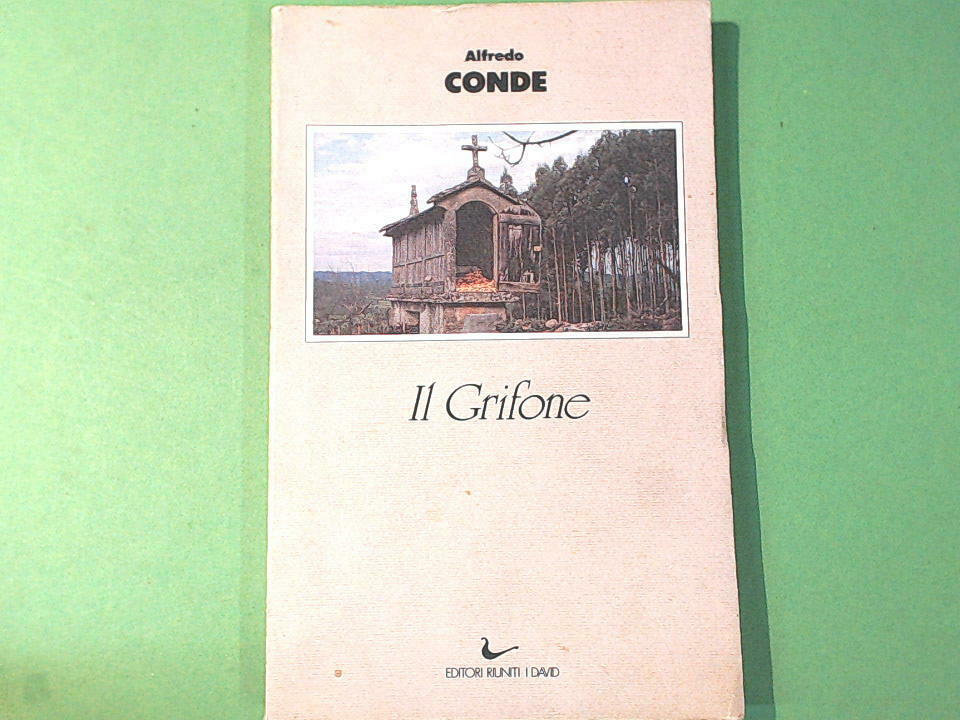 Alfredo
CONDE
Il Grifone
EDITORI RIUNITI I DAVID